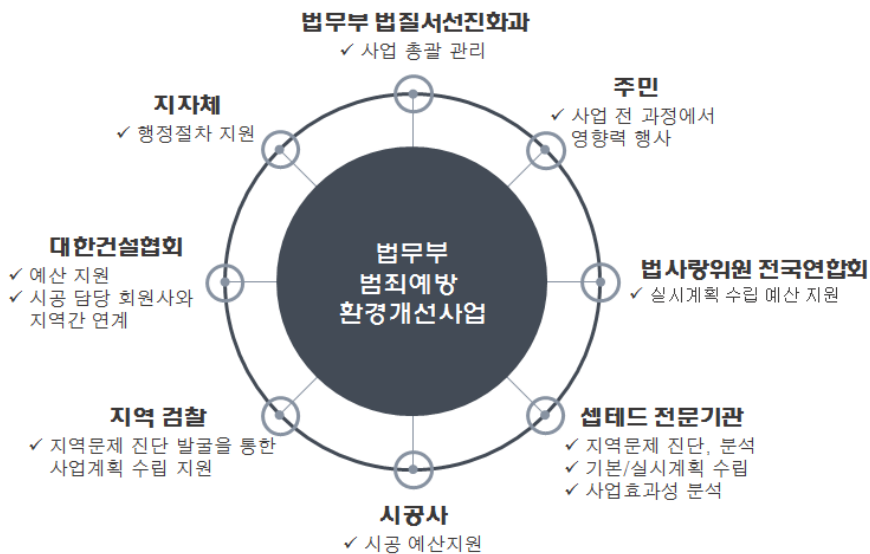 법무부 법질서선진화과
✓ 사업 총괄 관리
주민
✓ 사업 전 과정에서
영향력 행사
법사랑위원 전국연합회
✓ 실시계획 수립 예산 지원
셉테드 전문기관
✓ 지역문제 진단, 분석
✓ 기본/실시계획 수립
✓ 사업효과성 분석
시공사
✓ 시공 예산지원
지역 검찰
✓ 지역문제 진단 발굴을 통한
사업계획 수립 지원
대한건설협회
✓ 예산 지원
✓ 시공 담당 회원사와
지역간 연계
지자체
✓ 행정절차 지원
법무부
범죄예방
환경개선사업